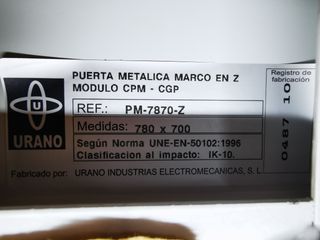 PUERTA METALICA MARCO EN Z
MODULO CPM - CGP
REF.: PM-7870-Z
Medidas: 780 x 700
Según Norma UNE-EN-50102:1996
Clasificacion al impacto: IK-10.
U
URANO
Fabricado por: URANO INDUSTRIAS ELECTROMECANICAS, S.L
Registro de
fabricación
0487 10